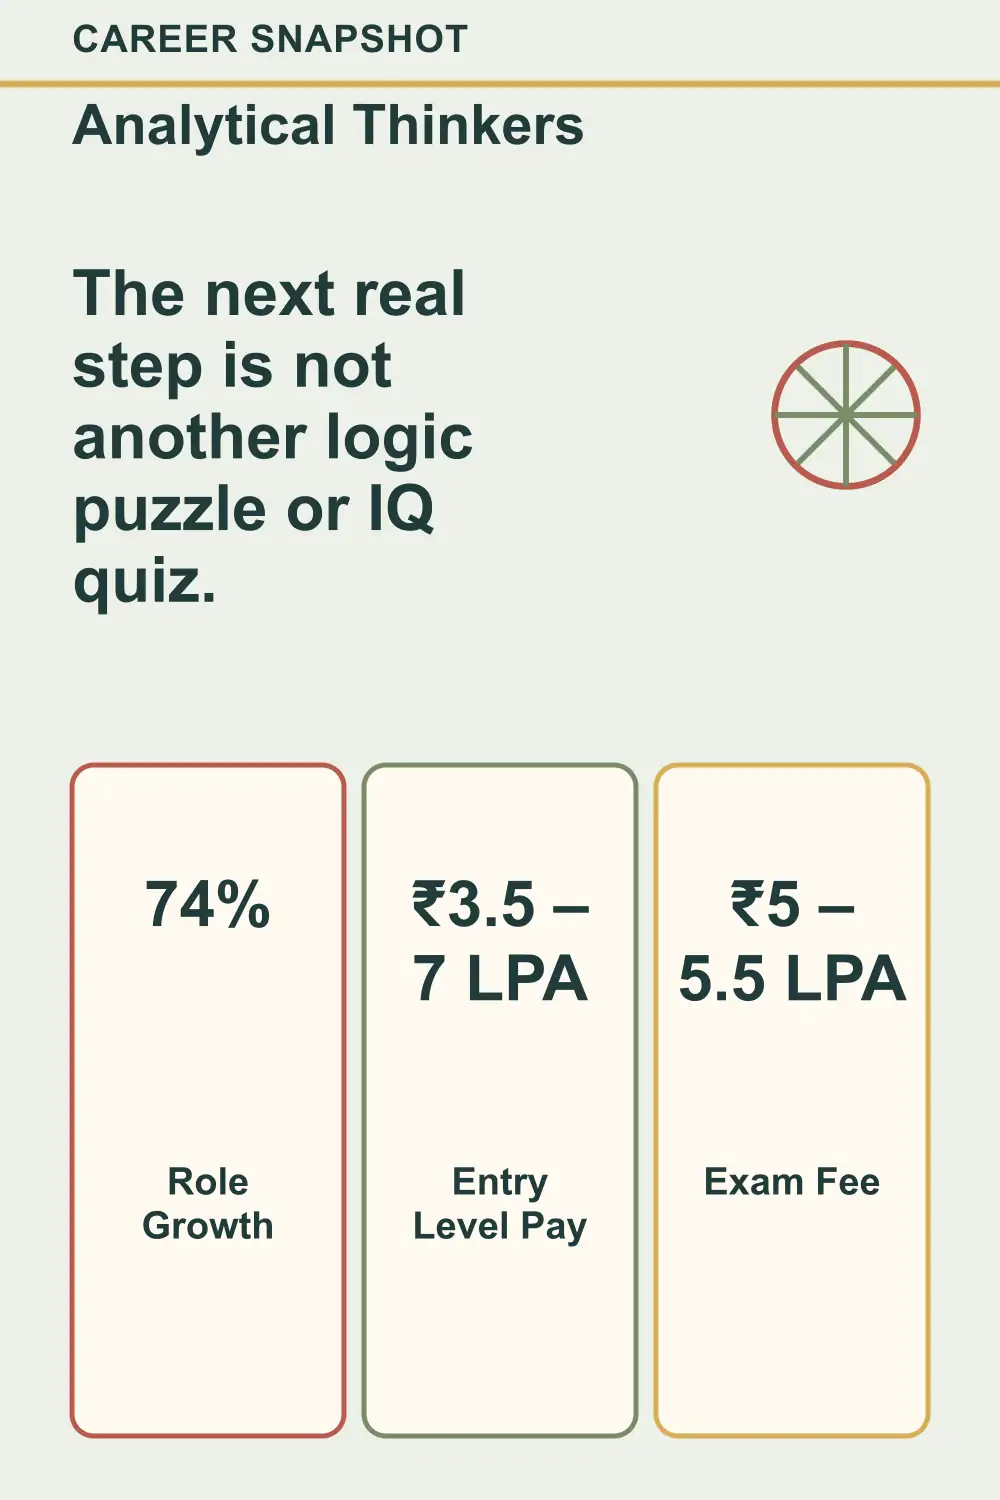 CAREER SNAPSHOT
Analytical Thinkers
The next real
step is not
another logic
puzzle or IQ
quiz.
74%
Role
Growth
₹3.5 –
7 LPA
Entry
Level Pay
₹5 –
5.5 LPA
Exam Fee